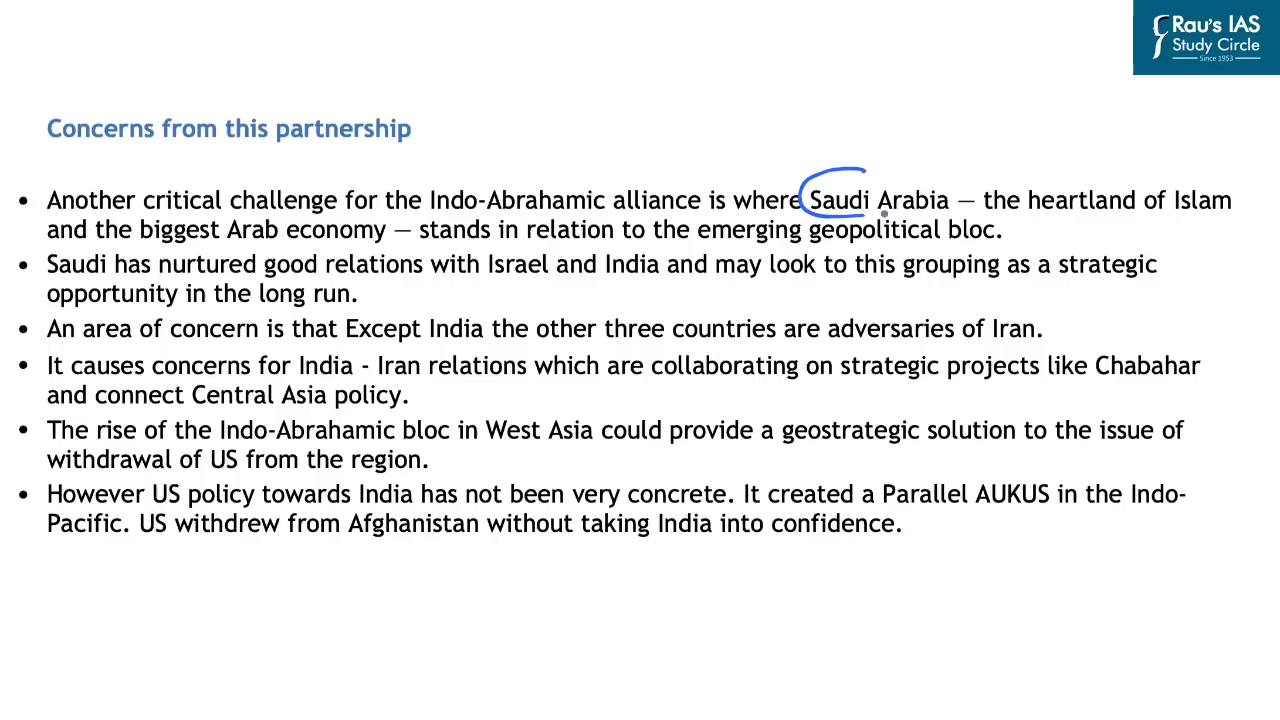 Rau's IAS
Study Circle
Since 1953
Concerns from this partnership
• Another critical challenge for the Indo-Abrahamic alliance is where Saudi Arabia — the heartland of Islam
and the biggest Arab economy — stands in relation to the emerging geopolitical bloc.
• Saudi has nurtured good relations with Israel and India and may look to this grouping as a strategic
opportunity in the long run.
• An area of concern is that Except India the other three countries are adversaries of Iran.
• It causes concerns for India - Iran relations which are collaborating on strategic projects like Chabahar
and connect Central Asia policy.
• The rise of the Indo-Abrahamic bloc in West Asia could provide a geostrategic solution to the issue of
withdrawal of US from the region.
• However US policy towards India has not been very concrete. It created a Parallel AUKUS in the Indo-
Pacific. US withdrew from Afghanistan without taking India into confidence.